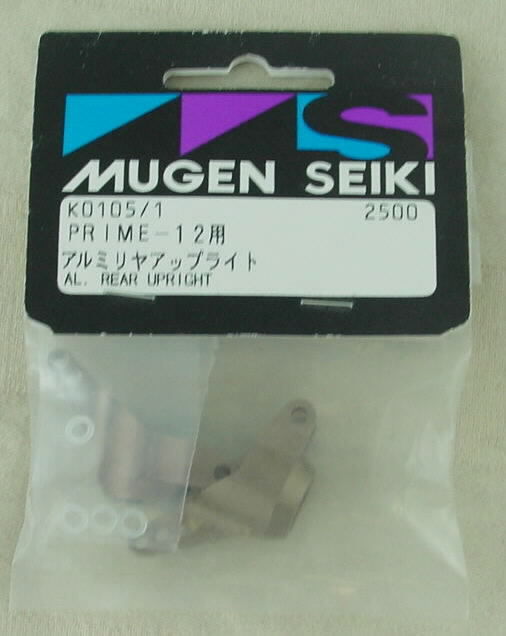 MUGEN SEIKI
K0105/1 2500
PRIME-12用
アルミリヤアップライト
AL. REAR UPRIGHT